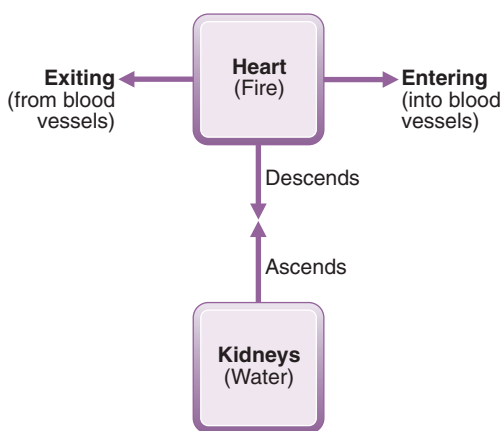 Heart
(Fire)
Exiting
(from blood
vessels)
Entering
(into blood
vessels)
Descends
Ascends
Kidneys
(Water)